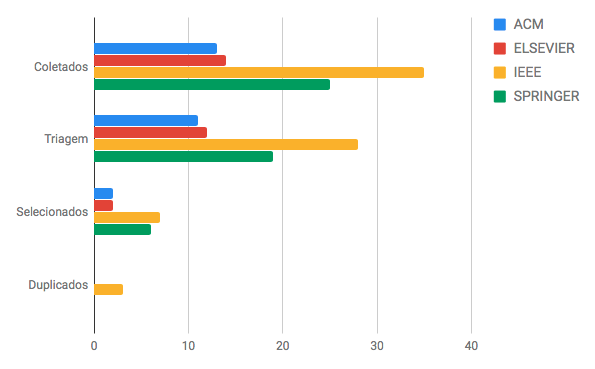 ACM
ELSEVIER
IEEE
SPRINGER
Coletados
Triagem
Selecionados
Duplicados
0 10 20 30 40